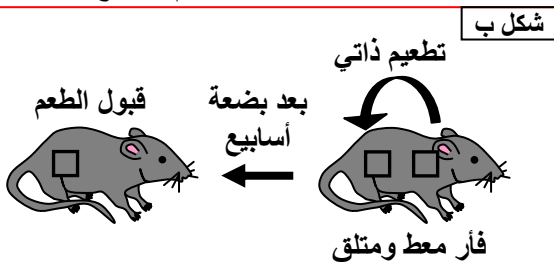 شكل ب
تطعيم ذاتي
بعد بضعة
أسابيع
قبول الطعم
فأر معط ومتلق